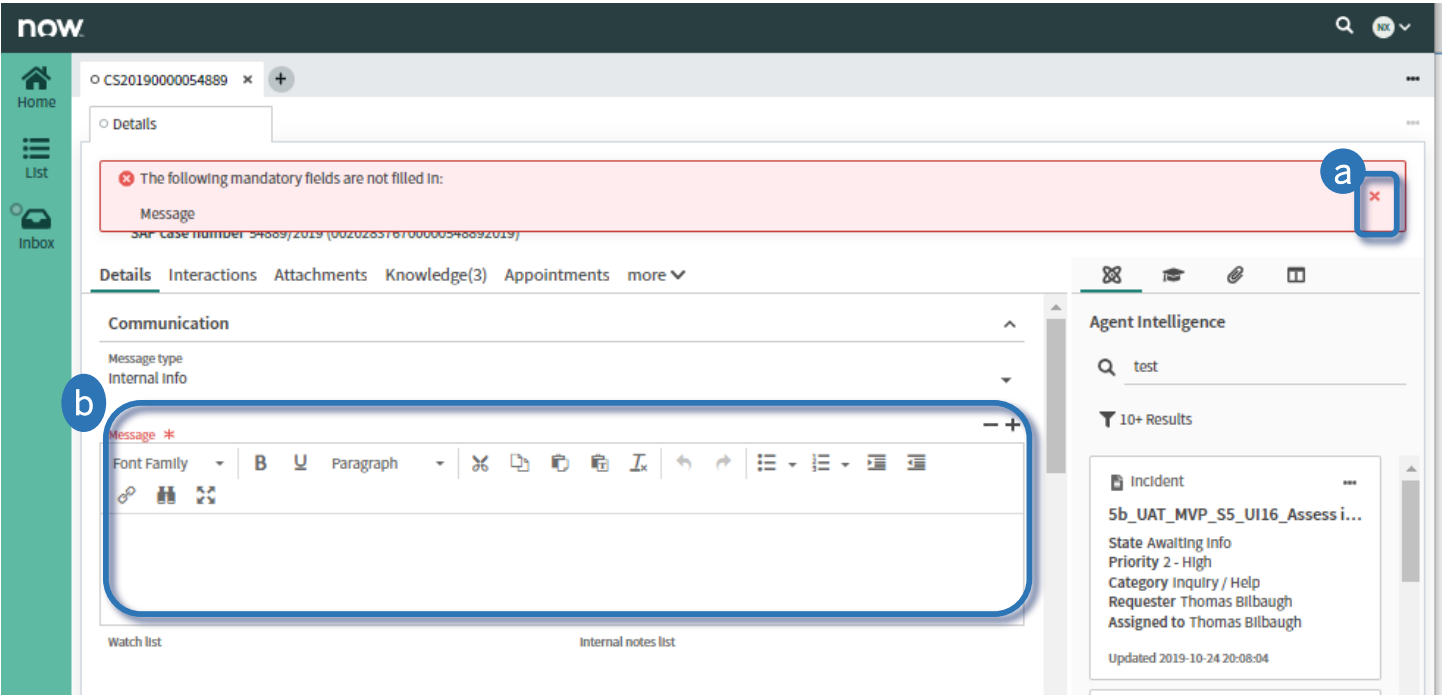 now.
NX
Home
List
Inbox
CS20190000054889
Details
The following mandatory fields are not filled in:
Message
a
SAP case number 54889/2019 (002028376700000548892019)
Details Interactions Attachments Knowledge(3) Appointments more
Communication
Message type
Internal Info
b
Message *
Font Family B U Paragraph
Watch list Internal notes list
Agent Intelligence
test
10+ Results
Incident
5b_UAT_MVP_S5_UI16_Assess i...
State Awaiting Info
Priority 2 - High
Category Inquiry / Help
Requester Thomas Bilbaugh
Assigned to Thomas Bilbaugh
Updated 2019-10-24 20:08:04